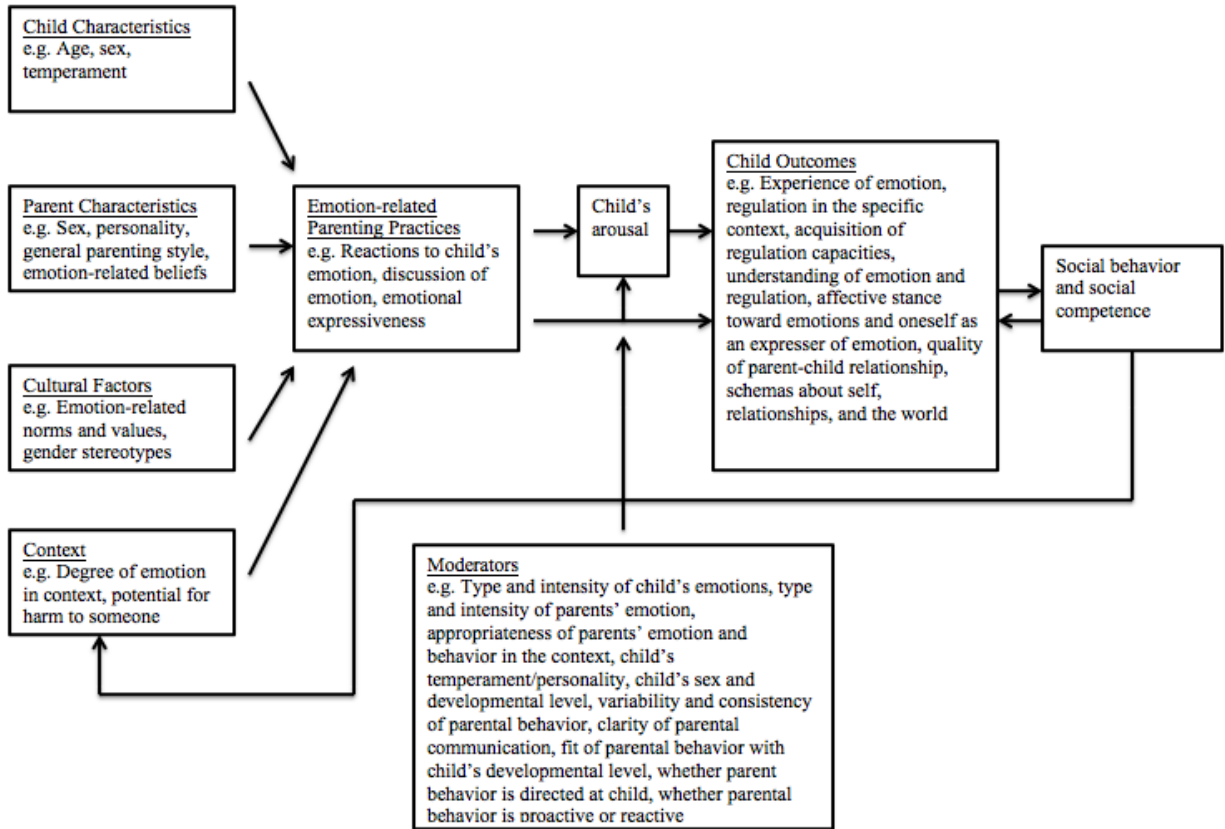 Child Characteristics
e.g. Age, sex,
temperament
Parent Characteristics
e.g. Sex, personality,
general parenting style,
emotion-related beliefs
Cultural Factors
e.g. Emotion-related
norms and values,
gender stereotypes
Context
e.g. Degree of emotion
in context, potential for
harm to someone
Emotion-related
Parenting Practices
e.g. Reactions to child’s
emotion, discussion of
emotion, emotional
expressiveness
Child’s
arousal
Child Outcomes
e.g. Experience of emotion,
regulation in the specific
context, acquisition of
regulation capacities,
understanding of emotion and
regulation, affective stance
toward emotions and oneself as
an expresser of emotion, quality
of parent-child relationship,
schemas about self,
relationships, and the world
Social behavior
and social
competence
Moderators
e.g. Type and intensity of child’s emotions, type
and intensity of parents’ emotion,
appropriateness of parents’ emotion and
behavior in the context, child’s
temperament/personality, child’s sex and
developmental level, variability and consistency
of parental behavior, clarity of parental
communication, fit of parental behavior with
child’s developmental level, whether parent
behavior is directed at child, whether parental
behavior is proactive or reactive